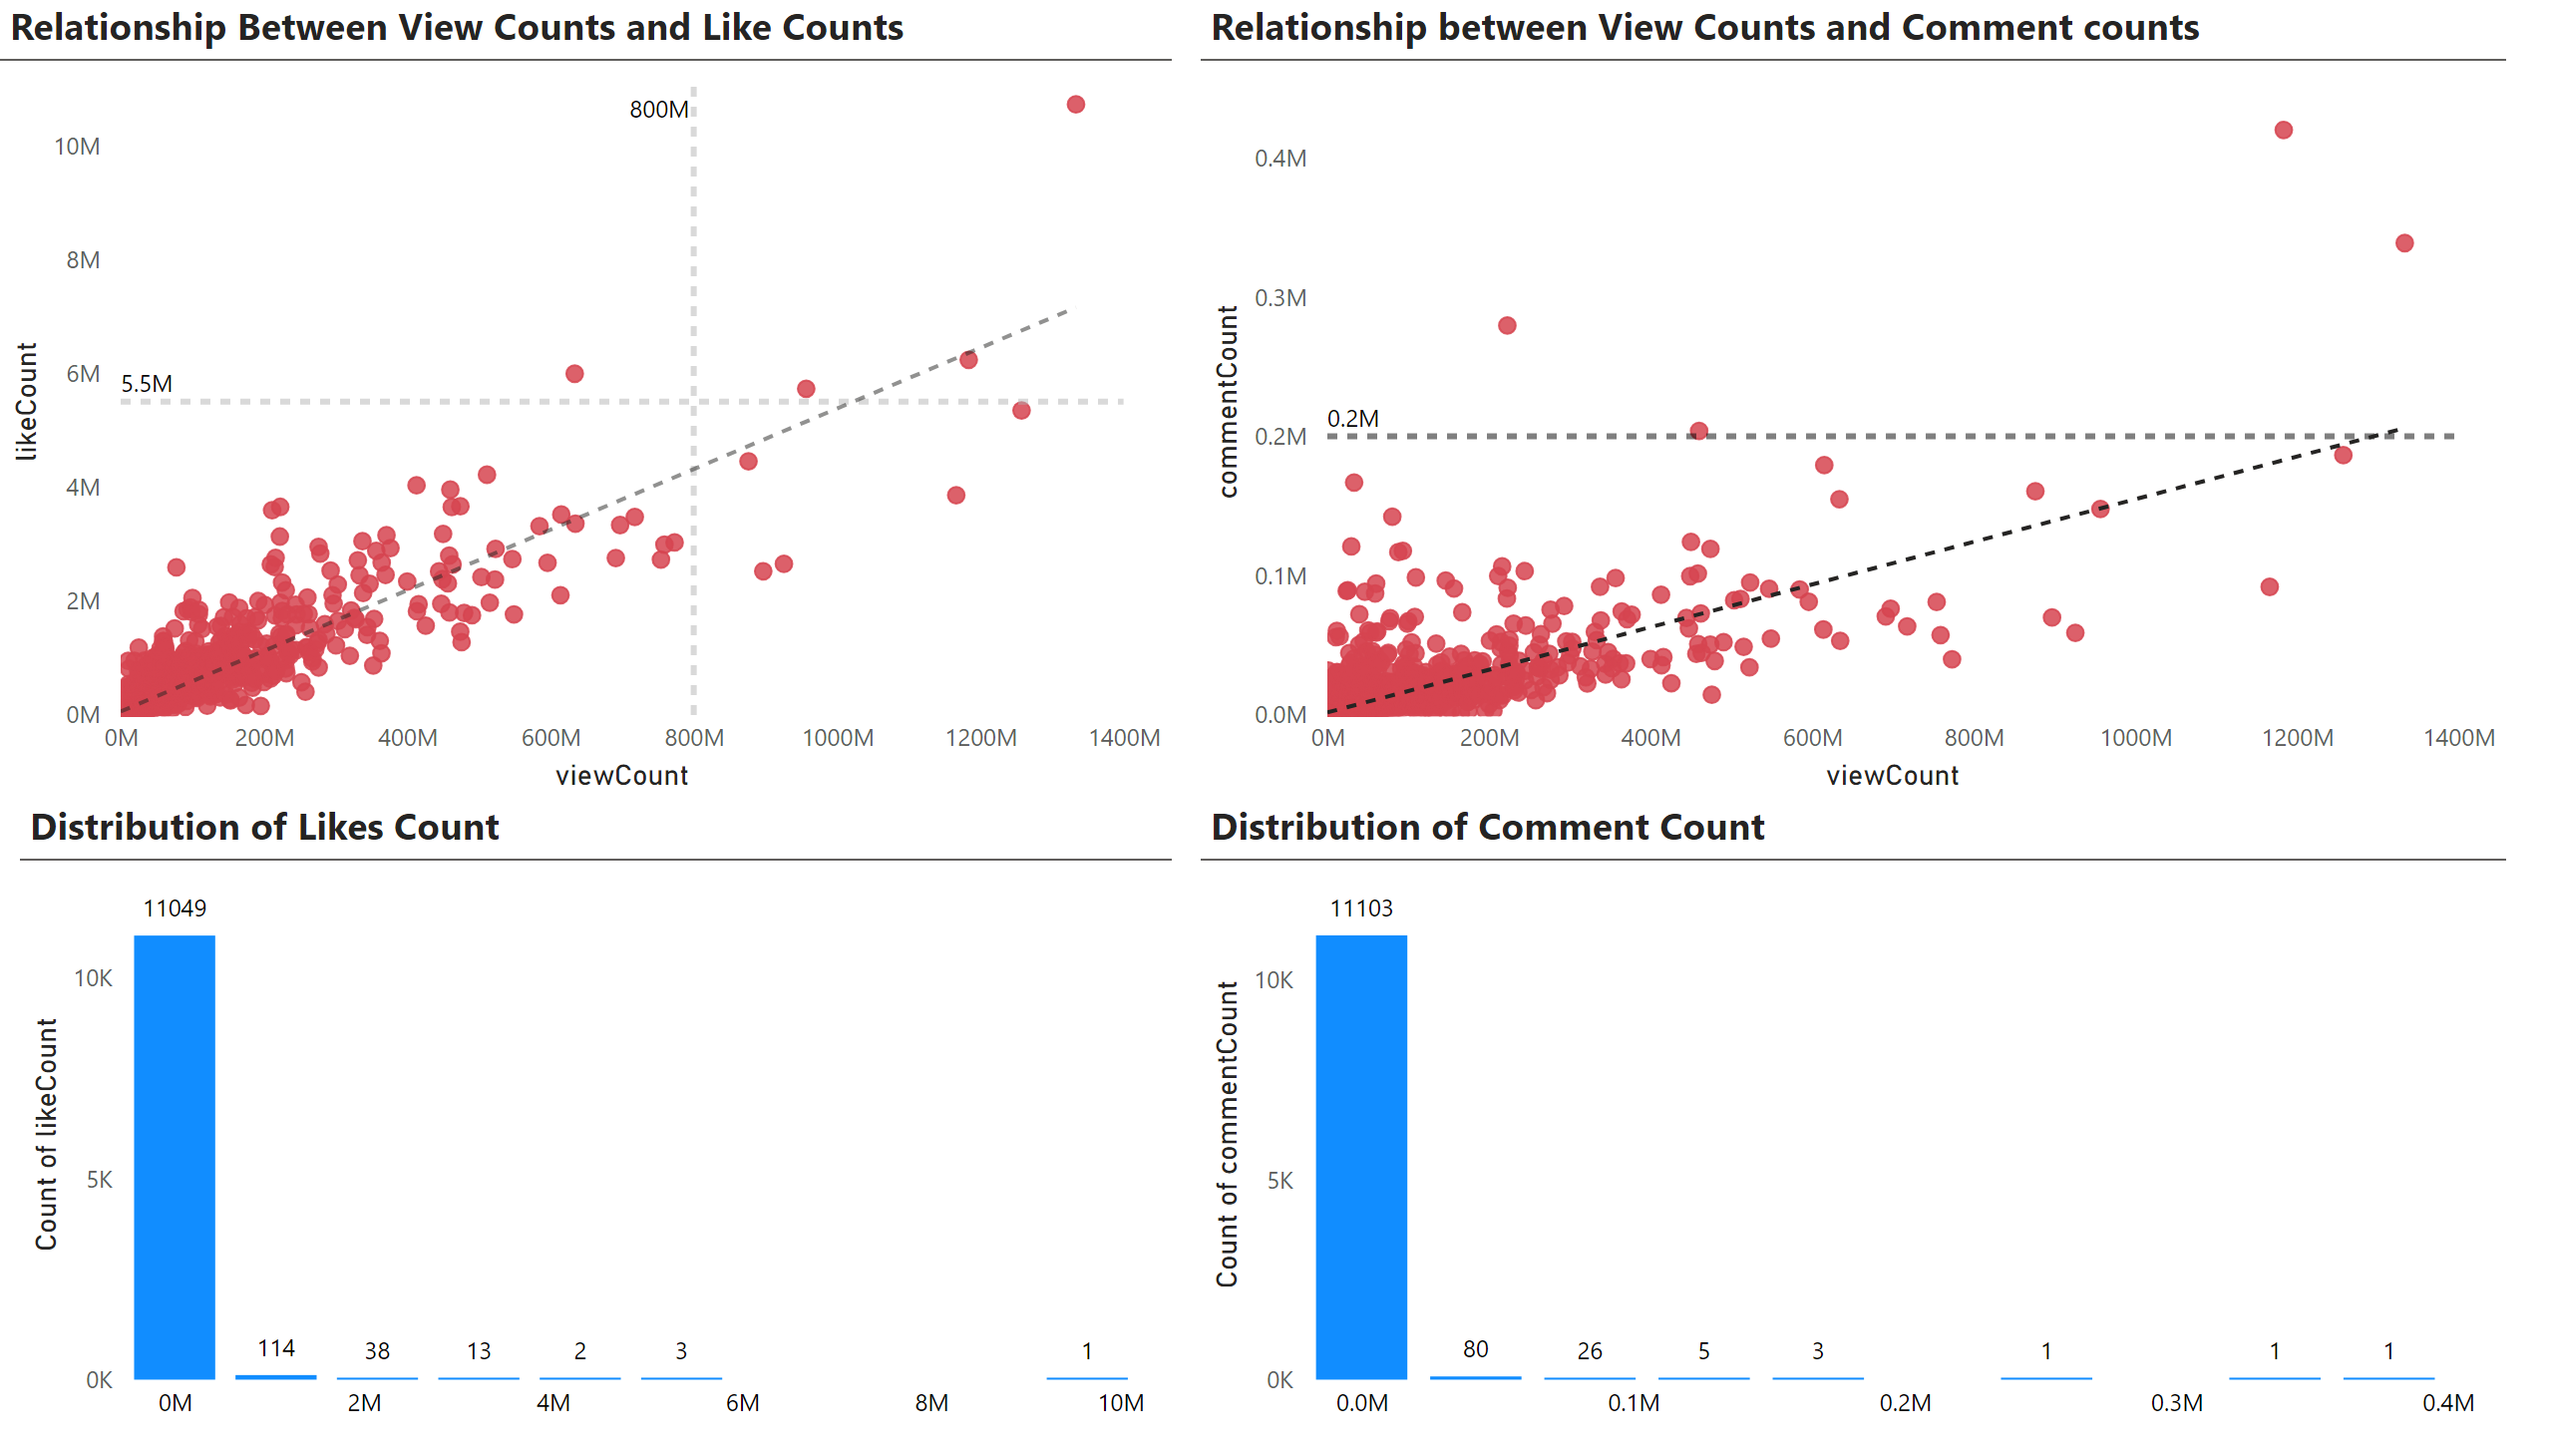 Relationship Between View Counts and Like Counts
800M
10M
8M
6M
5.5M
4M
2M
0M
likeCount
0M 200M 400M 600M 800M 1000M 1200M 1400M
viewCount
Relationship between View Counts and Comment counts
0.4M
0.3M
0.2M
0.2M
0.1M
0.0M
commentCount
0M 200M 400M 600M 800M 1000M 1200M 1400M
viewCount
Distribution of Likes Count
11049
10K
5K
114 38 13 2 3 1
0K
Count of likeCount
0M 2M 4M 6M 8M 10M
Distribution of Comment Count
11103
10K
5K
80 26 5 3 1 1 1
0K
Count of commentCount
0.0M 0.1M 0.2M 0.3M 0.4M